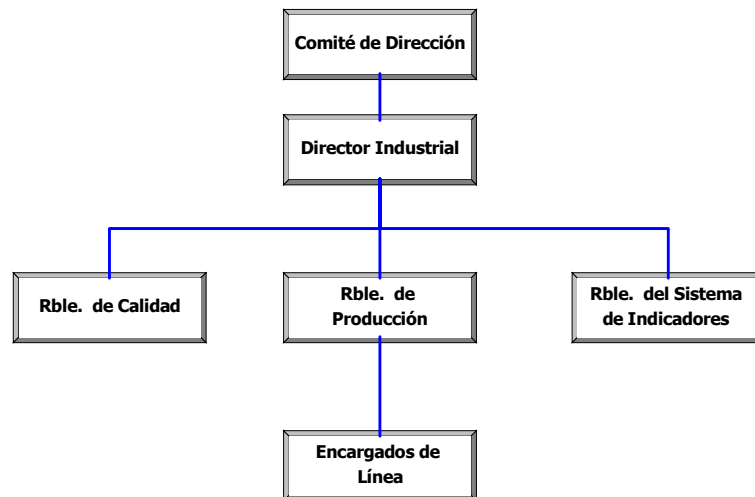 Comité de Dirección
Director Industrial
Rble. de Calidad
Rble. de
Producción
Rble. del Sistema
de Indicadores
Encargados de
Línea